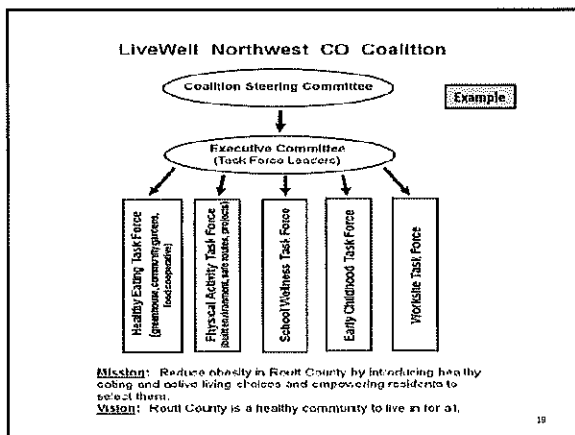 LiveWell Northwest CO Coalition
Coalition Steering Committee
Example
Executive Committee
(Task Force Leaders)
Healthy Eating Task Force
(greenhouse, community gardens,
food cooperative)
Physical Activity Task Force
(built environment, safe routes, projects)
School Wellness Task Force
Early Childhood Task Force
Worksite Task Force
Mission: Reduce obesity in Routt County by introducing healthy
eating and active living choices and empowering residents to
select them.
Vision: Routt County is a healthy community to live in for all.
19